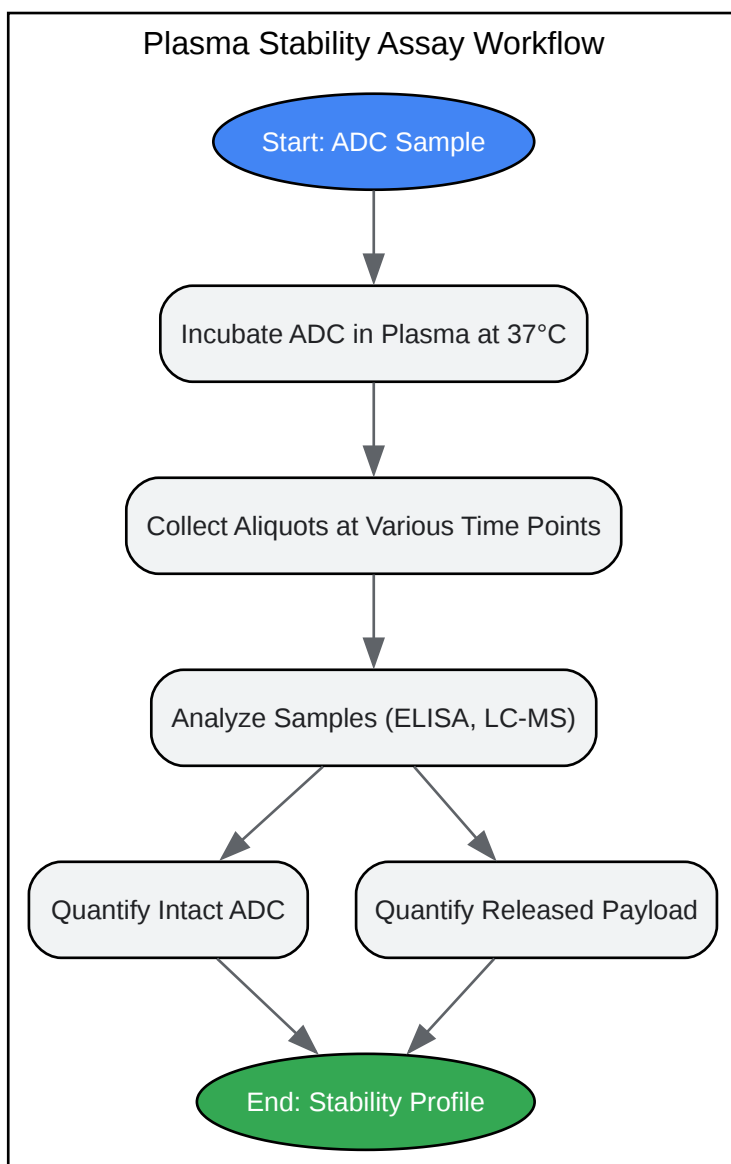 Plasma Stability Assay Workflow
Start: ADC Sample
Incubate ADC in Plasma at 37°C
Collect Aliquots at Various Time Points
Analyze Samples (ELISA, LC-MS)
Quantify Intact ADC
Quantify Released Payload
End: Stability Profile